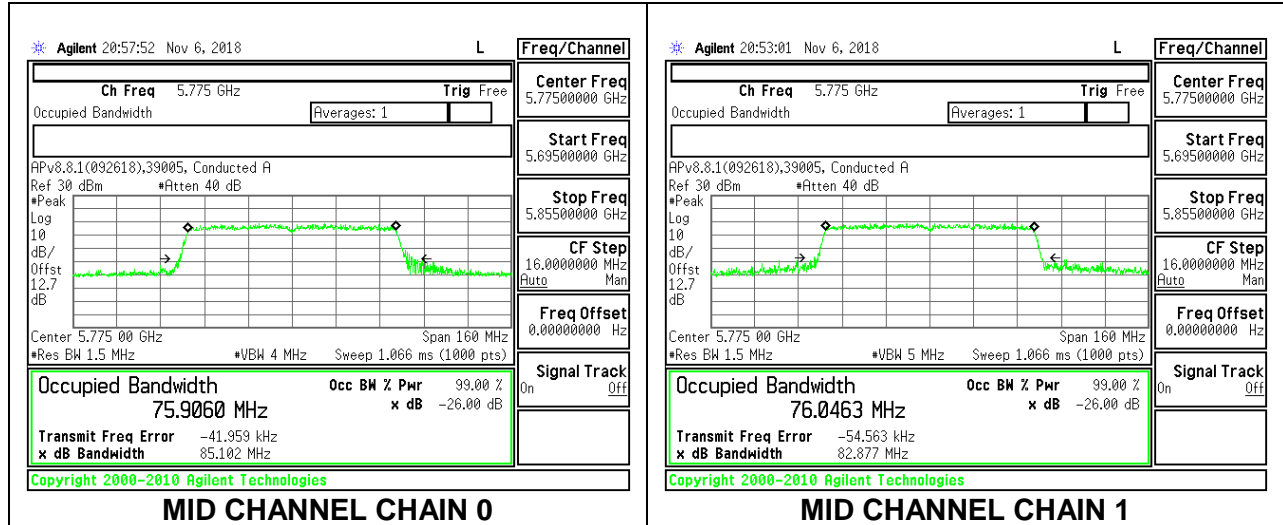 Agilent 20:57:52 Nov 6, 2018 L
Freq/Channel
Ch Freq 5.775 GHz Trig Free
Occupied Bandwidth Averages: 1
APv8.8.1(092618),39005, Conducted A
Ref 30 dBm #Atten 40 dB
#Peak
Log
10
dB/
Offst
12.7
dB
Center 5.775 00 GHz Span 160 MHz
#Res BW 1.5 MHz #VBW 4 MHz Sweep 1.066 ms (1000 pts)
Occupied Bandwidth Occ BW % Pwr 99.00 %
75.9060 MHz x dB -26.00 dB
Transmit Freq Error -41.959 kHz
x dB Bandwidth 85.102 MHz
Copyright 2000-2010 Agilent Technologies
Center Freq
5.77500000 GHz
Start Freq
5.69500000 GHz
Stop Freq
5.85500000 GHz
CF Step
16.0000000 MHz
Auto Man
Freq Offset
0.00000000 Hz
Signal Track
On Off
MID CHANNEL CHAIN 0
Agilent 20:53:01 Nov 6, 2018 L
Freq/Channel
Ch Freq 5.775 GHz Trig Free
Occupied Bandwidth Averages: 1
APv8.8.1(092618),39005, Conducted A
Ref 30 dBm #Atten 40 dB
#Peak
Log
10
dB/
Offst
12.7
dB
Center 5.775 00 GHz Span 160 MHz
#Res BW 1.5 MHz #VBW 5 MHz Sweep 1.066 ms (1000 pts)
Occupied Bandwidth Occ BW % Pwr 99.00 %
76.0463 MHz x dB -26.00 dB
Transmit Freq Error -54.563 kHz
x dB Bandwidth 82.877 MHz
Copyright 2000-2010 Agilent Technologies
Center Freq
5.77500000 GHz
Start Freq
5.69500000 GHz
Stop Freq
5.85500000 GHz
CF Step
16.0000000 MHz
Auto Man
Freq Offset
0.00000000 Hz
Signal Track
On Off
MID CHANNEL CHAIN 1